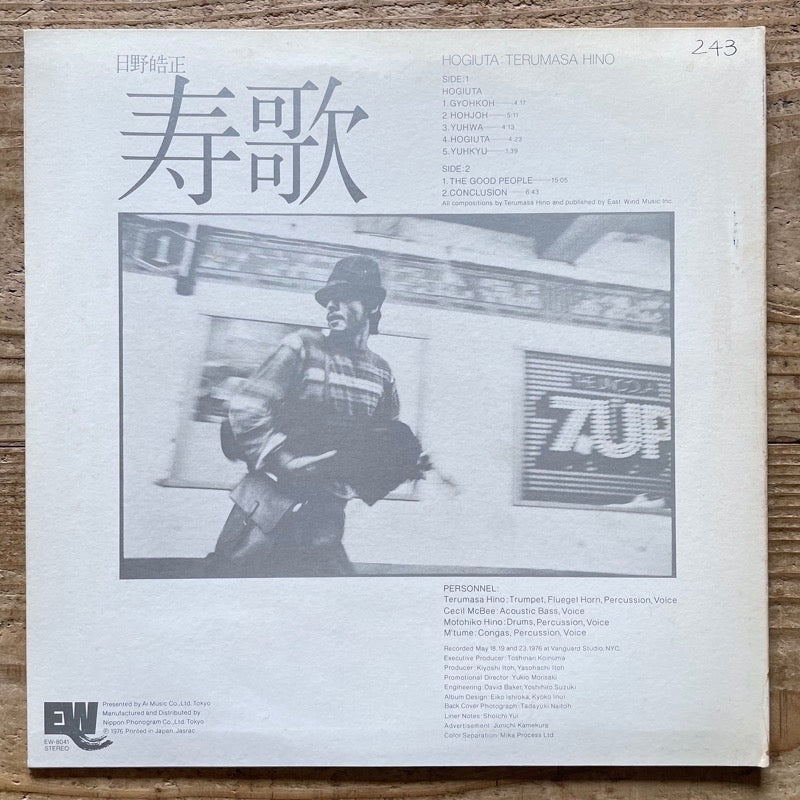 243
日野皓正
寿歌
HOGIUTA: TERUMASA HINO
SIDE:1
HOGIUTA
1.GYOHKOH—4:17
2.HOHJOH—5:11
3.YUHWA—4:13
4.HOGIUTA—4:23
5.YUHKYU—1:39
SIDE:2
1.THE GOOD PEOPLE—15:05
2.CONCLUSION—6:43
All compositions by Terumasa Hino and published by East Wind Music Inc.
7UP
PERSONNEL:
Terumasa Hino: Trumpet, Fluegel Horn, Percussion, Voice
Cecil McBee: Acoustic Bass, Voice
Motohiko Hino: Drums, Percussion, Voice
M'tume: Congas, Percussion, Voice
Recorded May 18, 19 and 23, 1976 at Vanguard Studio, NYC.
Executive Producer: Toshinari Koinuma
Producer: Kiyoshi Itoh, Yasohachi Itoh
Promotional Director: Yukio Morisaki
Engineering: David Baker, Yoshihiro Suzuki
Album Design: Eiko Ishioka, Kyoko Inui
Back Cover Photograph: Tadayuki Naitoh
Liner Notes: Shoichi Yui
Advertisement: Junichi Kamekura
Color Separation: Mika Process Ltd
EW
EW-8041
STEREO
Presented by Ai Music Co., Ltd. Tokyo
Manufactured and Distributed by
Nippon Phonogram Co., Ltd. Tokyo
Ⓟ 1976 Printed in Japan. Jasrac